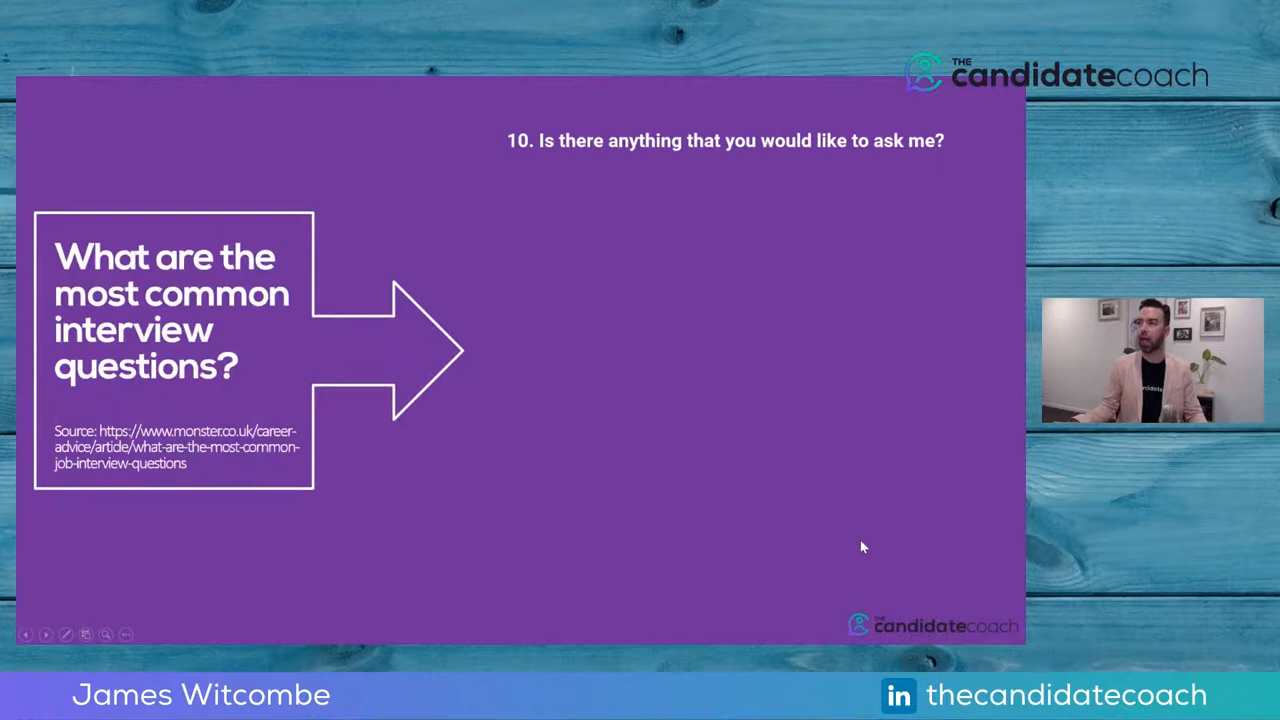 THE
candidatecoach
10. Is there anything that you would like to ask me?
What are the
most common
interview
questions?
Source: https://www.monster.co.uk/career-
advice/article/what-are-the-most-common-
job-interview-questions
THE
candidatecoach
James Witcombe
in thecandidatecoach